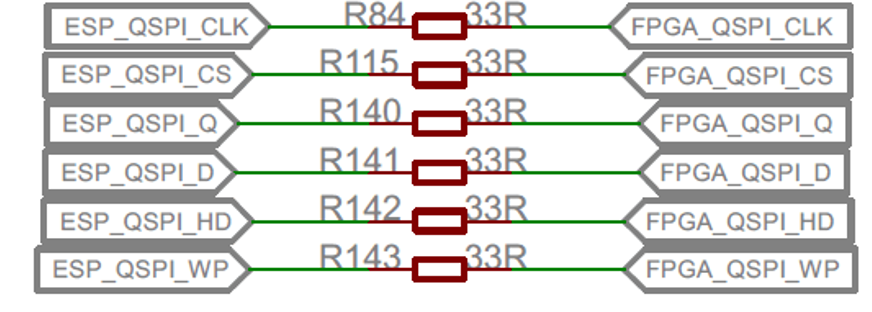 ESP_QSPI_CLK R84 33R FPGA_QSPI_CLK
ESP_QSPI_CS R115 33R FPGA_QSPI_CS
ESP_QSPI_Q R140 33R FPGA_QSPI_Q
ESP_QSPI_D R141 33R FPGA_QSPI_D
ESP_QSPI_HD R142 33R FPGA_QSPI_HD
ESP_QSPI_WP R143 33R FPGA_QSPI_WP